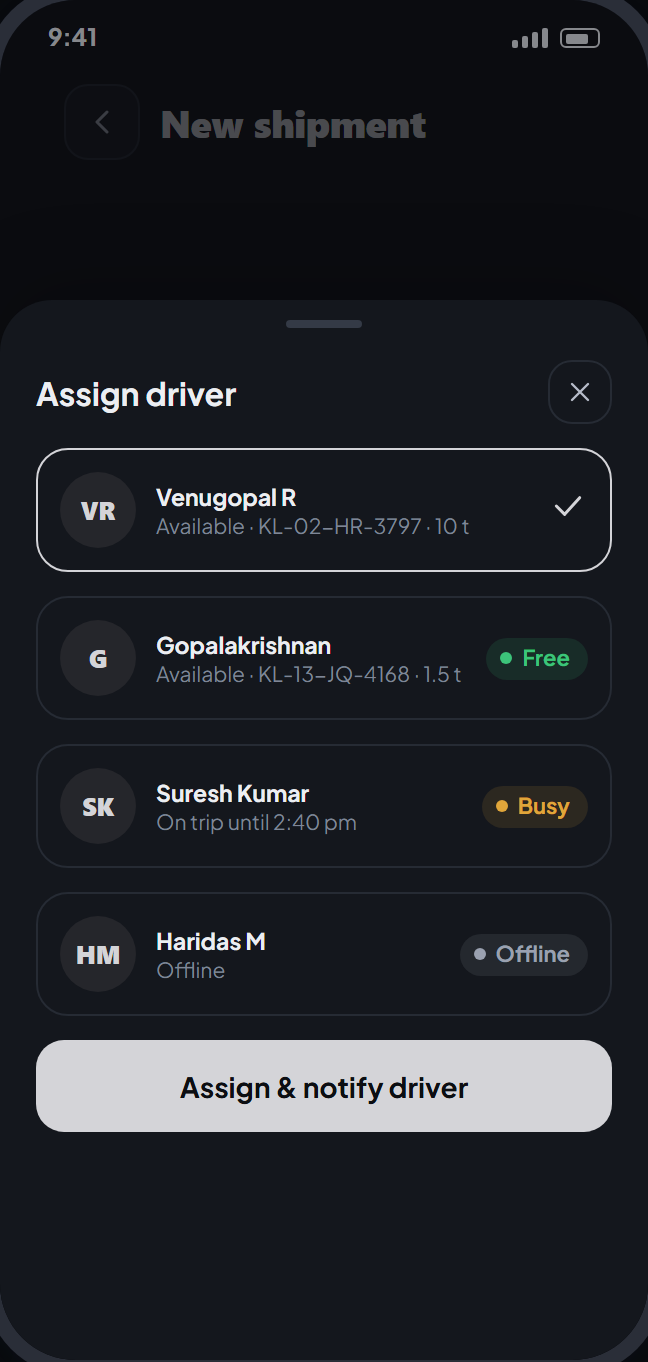 9:41
New shipment
Assign driver
VR
Venugopal R
Available · KL-02-HR-3797 · 10 t
G
Gopalakrishnan
Available · KL-13-JQ-4168 · 1.5 t
Free
SK
Suresh Kumar
On trip until 2:40 pm
Busy
HM
Haridas M
Offline
Offline
Assign & notify driver